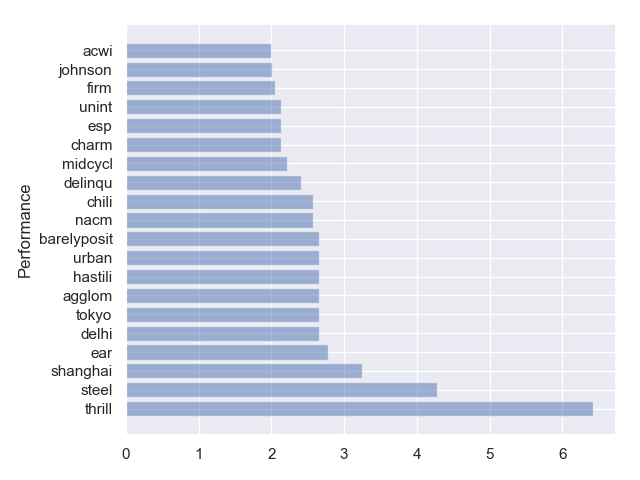 acwi
johnson
firm
unint
esp
charm
midcycl
delinqu
chili
nacm
barelyposit
urban
hastili
agglom
tokyo
delhi
ear
shanghai
steel
thrill
Performance
0 1 2 3 4 5 6